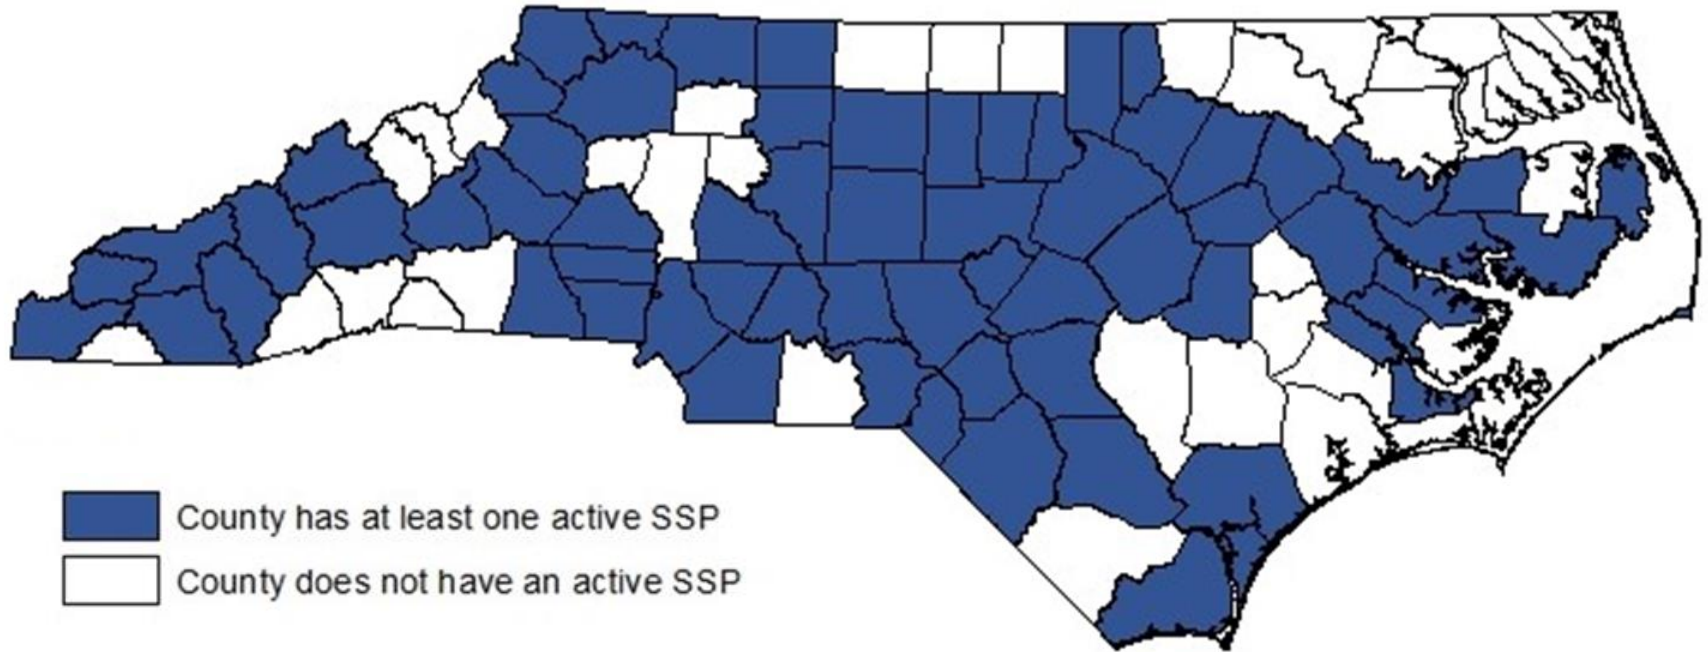 County has at least one active SSP
County does not have an active SSP